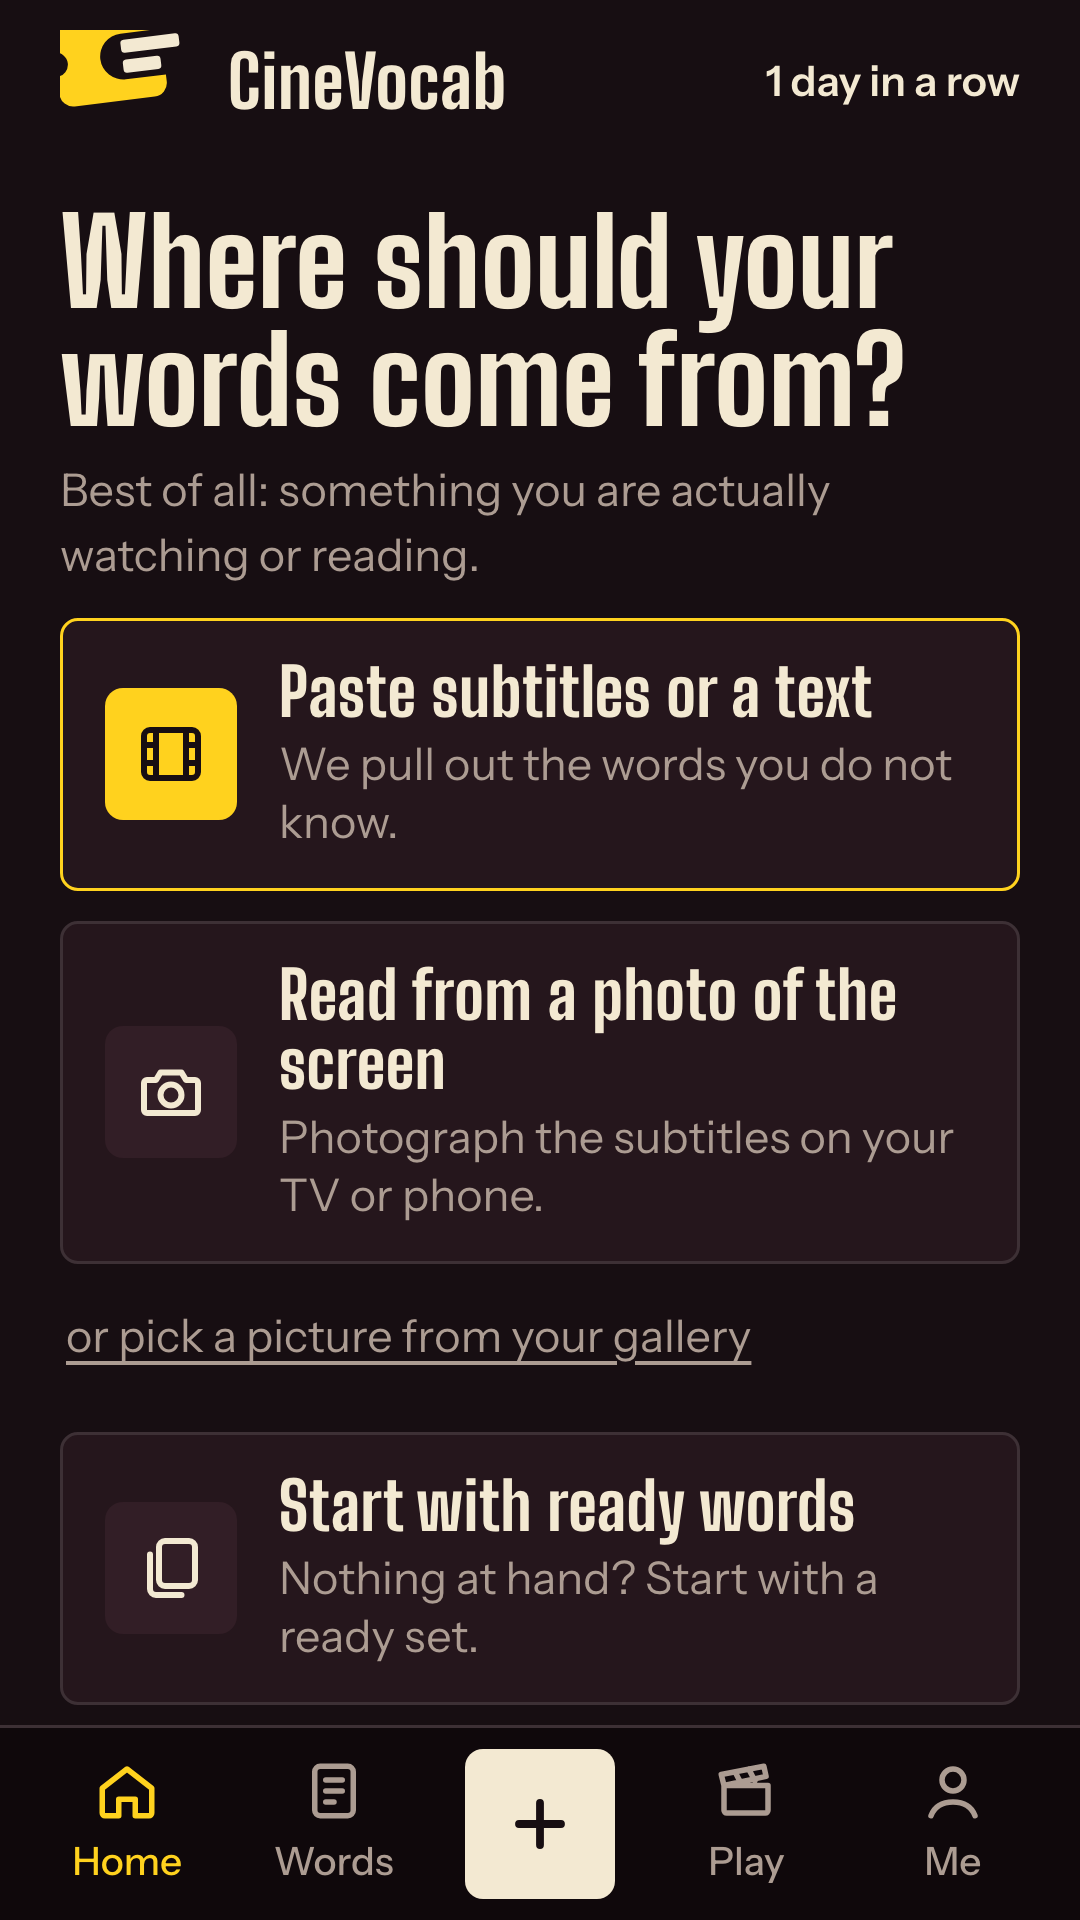 CineVocab
1 day in a row
Where should your
words come from?
Best of all: something you are actually
watching or reading.
Paste subtitles or a text
We pull out the words you do not
know.
Read from a photo of the
screen
Photograph the subtitles on your
TV or phone.
or pick a picture from your gallery
Start with ready words
Nothing at hand? Start with a
ready set.
Home
Words
Play
Me